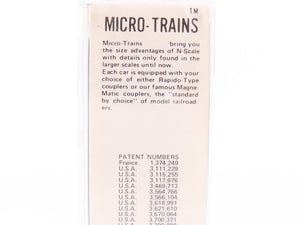 TM
MICRO-TRAINS
Micro-Trains bring you
the size advantages of N-Scale
with details only found in the
larger scales until now.
Each car is equipped with your
choice of either Rapido-Type
couplers or our famous Magne-
Matic couplers, the "standard
by choice" of model railroad-
ers.
PATENT NUMBERS
France 1,374,249
U.S.A. 3,111,229
U.S.A. 3,115,255
U.S.A. 3,117,676
U.S.A. 3,469,713
U.S.A. 3,564,766
U.S.A. 3,566,104
U.S.A. 3,618,991
U.S.A. 3,621,610
U.S.A. 3,670,064
U.S.A. 3,700,371